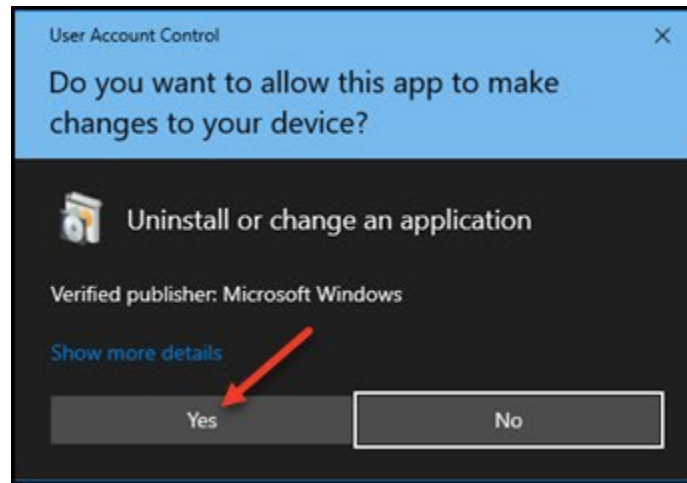 User Account Control
Do you want to allow this app to make
changes to your device?
Uninstall or change an application
Verified publisher: Microsoft Windows
Show more details
Yes
No